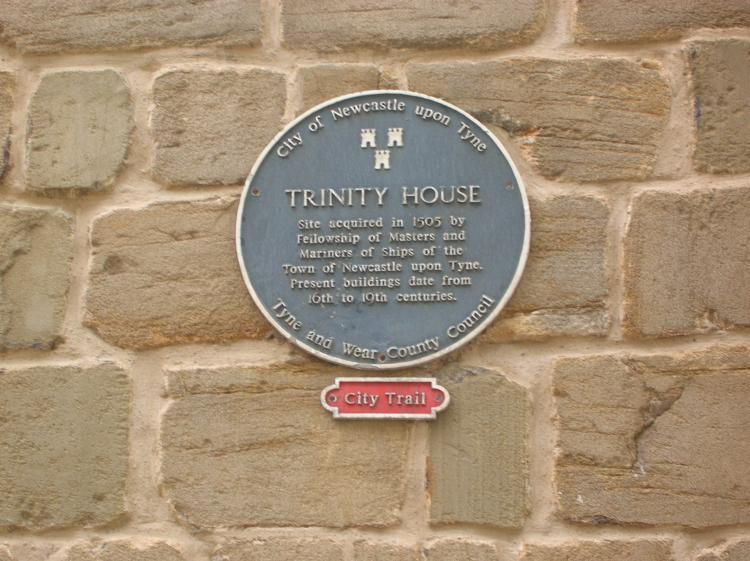 City of Newcastle upon Tyne
TRINITY HOUSE
Site acquired in 1505 by
Fellowship of Masters and
Mariners of Ships of the
Town of Newcastle upon Tyne.
Present buildings date from
16th to 19th centuries.
Tyne and Wear County Council
City Trail